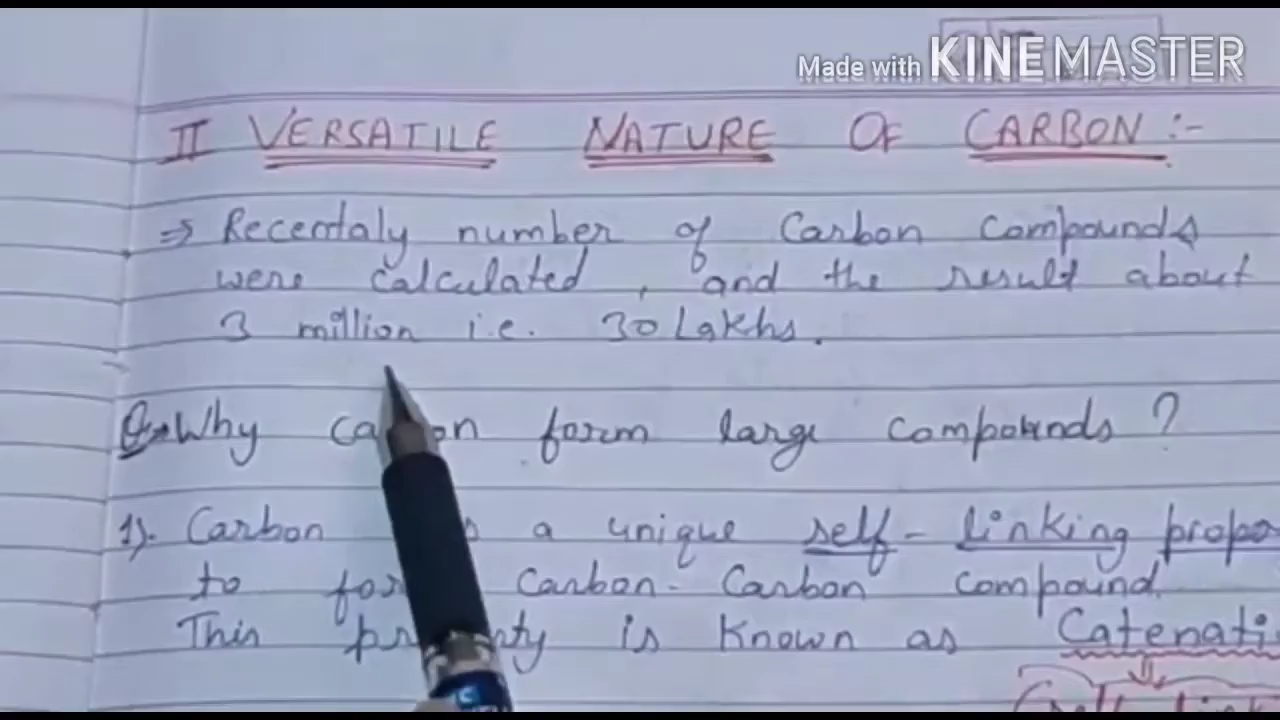 Made with KINEMASTER
II VERSATILE NATURE OF CARBON :-
⇒ Recentaly number of Carbon Compounds
were calculated, and the result about
3 million i.e. 30 Lakhs.
Q. Why form large compounds ?
1). Carbon a unique self-linking
to Carbon-Carbon compound.
This is known as